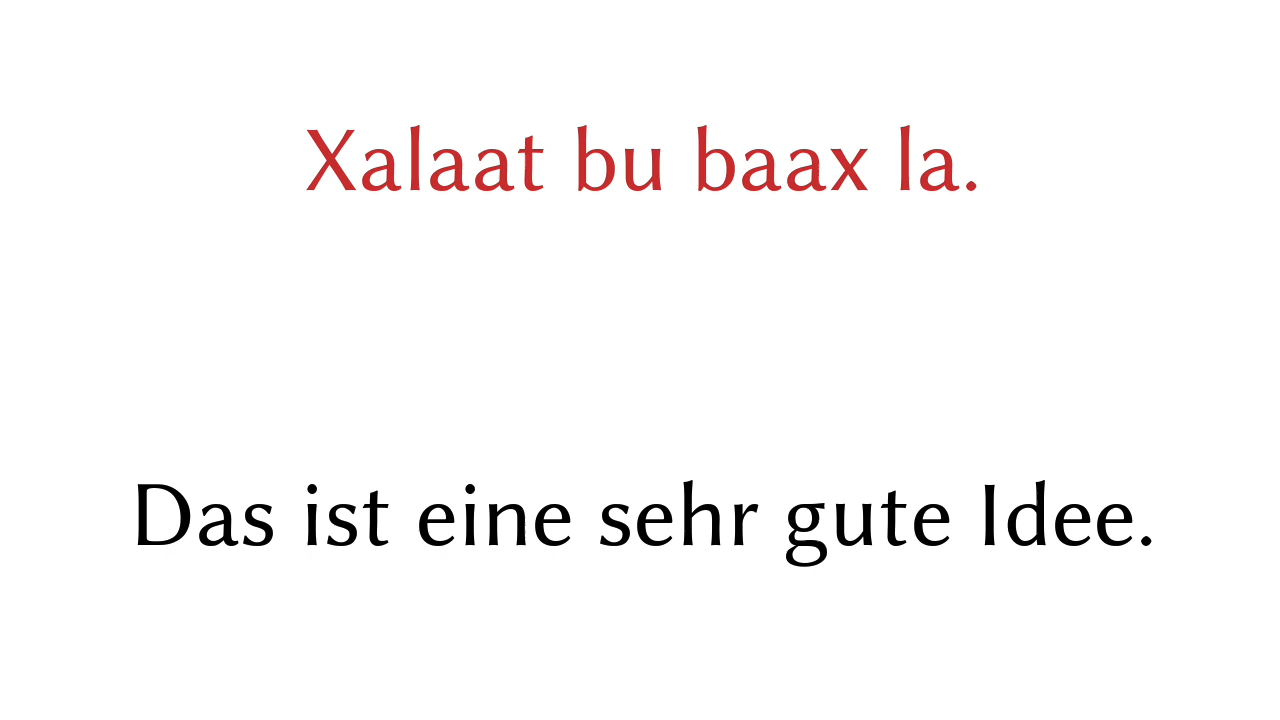 Xalaat bu baax la.
Das ist eine sehr gute Idee.